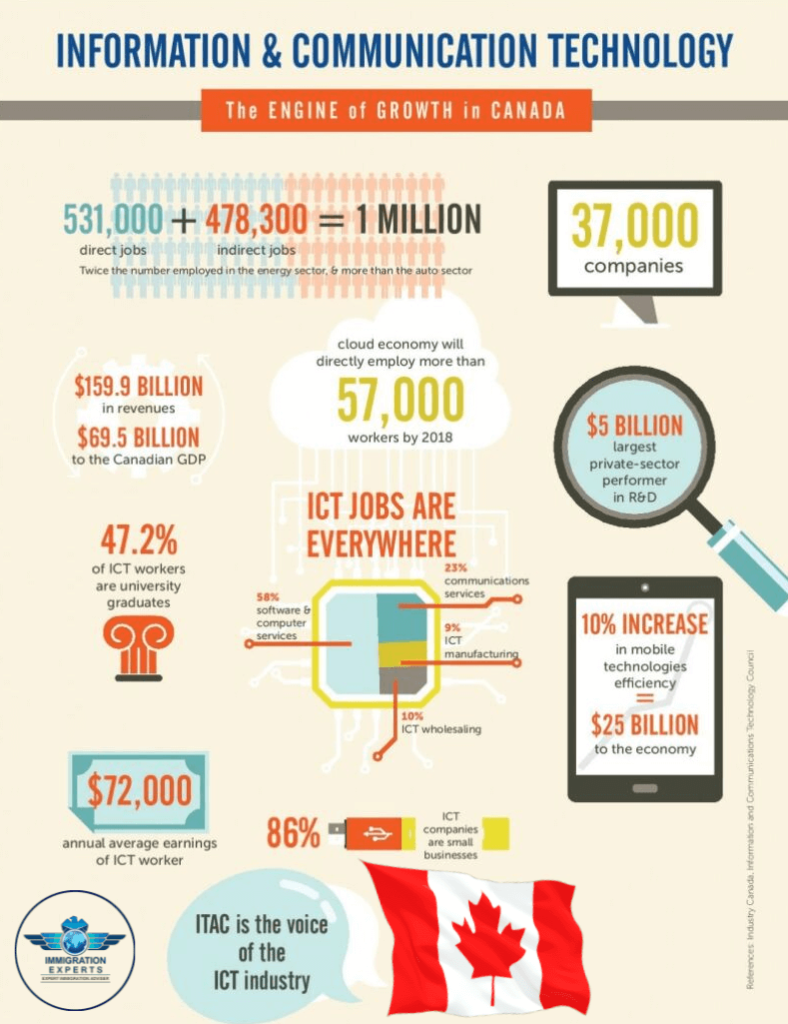 INFORMATION & COMMUNICATION TECHNOLOGY
The ENGINE of GROWTH in CANADA
531,000 + 478,300 = 1 MILLION
direct jobs
indirect jobs
Twice the number employed in the energy sector, & more than the auto sector
37,000
companies
cloud economy will
directly employ more than
57,000
workers by 2018
$159.9 BILLION
in revenues
$69.5 BILLION
to the Canadian GDP
$5 BILLION
largest
private-sector
performer
in R&D
47.2%
of ICT workers
are university
graduates
ICT JOBS ARE
EVERYWHERE
58%
software &
computer
services
23%
communications
services
9%
ICT
manufacturing
10%
ICT wholesaling
10% INCREASE
in mobile
technologies
efficiency
=
$25 BILLION
to the economy
$72,000
annual average earnings
of ICT worker
86%
ICT
companies
are small
businesses
ITAC is the voice
of the
ICT industry
IMMIGRATION
EXPERTS
EXPERT IMMIGRATION ADVISER
References: Industry Canada, Information and Communications Technology Council